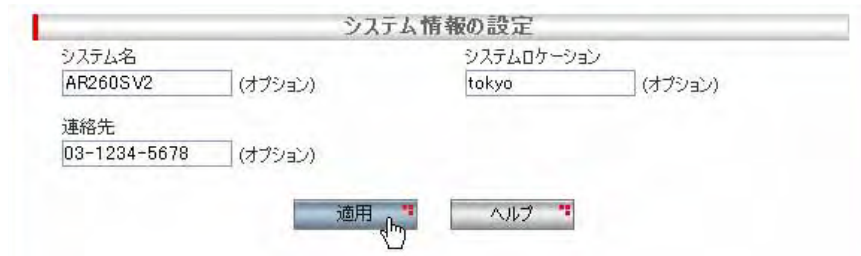 システム情報の設定
システム名 システムロケーション
AR260SV2 (オプション) tokyo (オプション)
連絡先
03-1234-5678 (オプション)
適用 ヘルプ